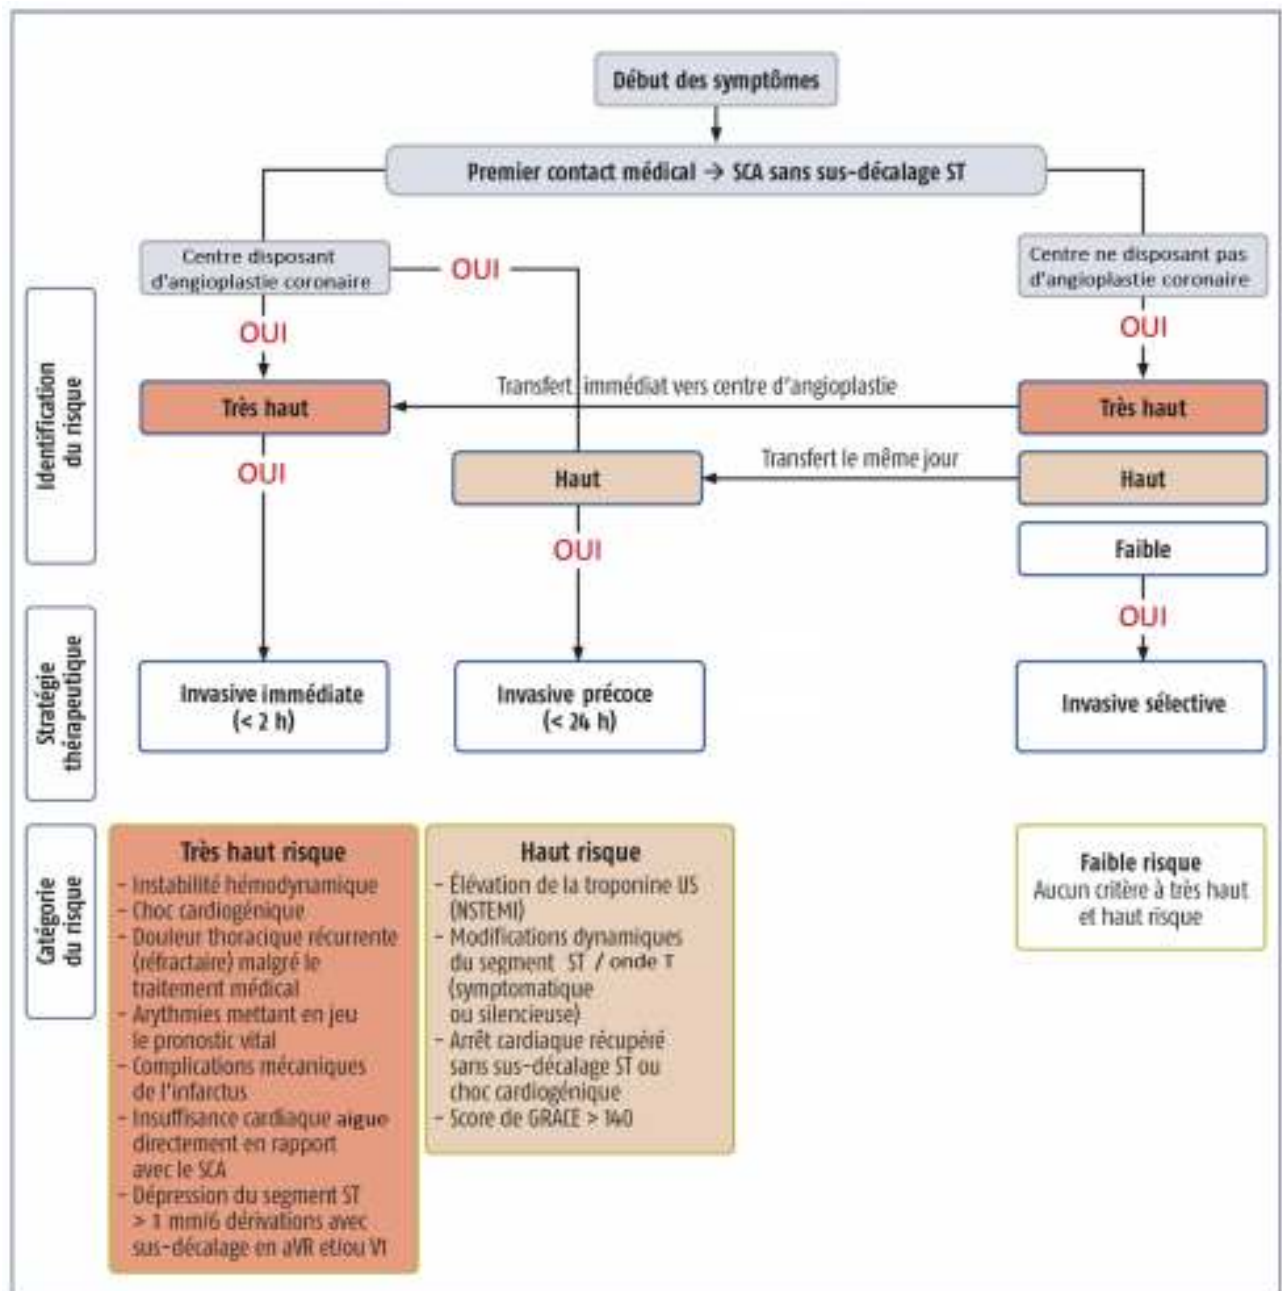 Début des symptômes
Premier contact médical → SCA sans sus-décalage ST
Centre disposant
d'angioplastie coronaire
OUI
Centre ne disposant pas
d'angioplastie coronaire
OUI
OUI
Identification
du risque
Très haut
Transfert immédiat vers centre d'angioplastie
Très haut
OUI
Haut
Transfert le même jour
Haut
OUI
Faible
OUI
Stratégie
thérapeutique
Invasive immédiate
(< 2 h)
Invasive précoce
(< 24 h)
Invasive sélective
Catégorie
du risque
Très haut risque
- Instabilité hémodynamique
- Choc cardiogénique
- Douleur thoracique récurrente
(réfractaire) malgré le
traitement médical
- Arythmies mettant en jeu
le pronostic vital
- Complications mécaniques
de l'infarctus
- Insuffisance cardiaque aigue
directement en rapport
avec le SCA
- Dépression du segment ST
> 1 mm/6 dérivations avec
sus-décalage en aVR et/ou V1
Haut risque
- Élévation de la troponine US
(NSTEMI)
- Modifications dynamiques
du segment ST / onde T
(symptomatique
ou silencieuse)
- Arrêt cardiaque récupéré
sans sus-décalage ST ou
choc cardiogénique
- Score de GRACE > 140
Faible risque
Aucun critère à très haut
et haut risque